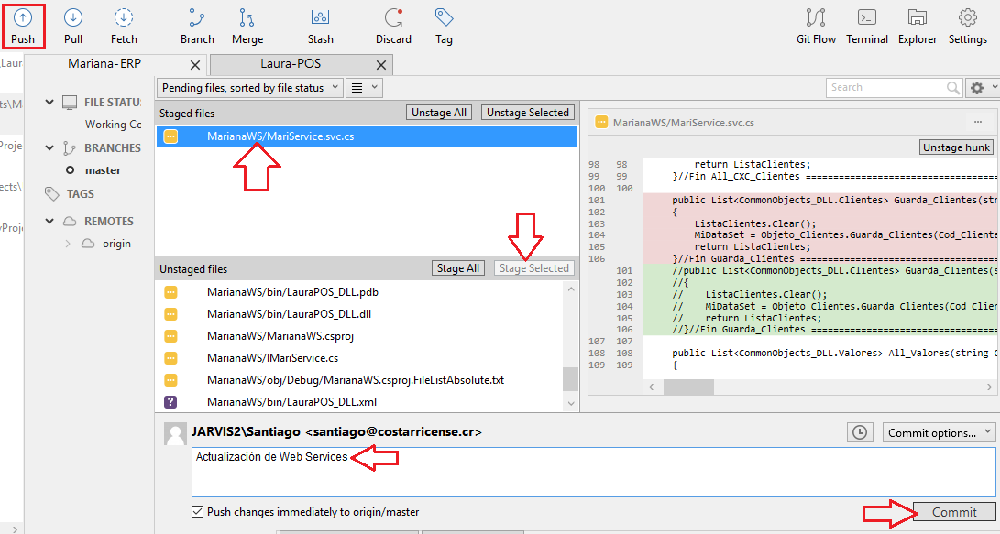 Push Pull Fetch Branch Merge Stash Discard Tag Git Flow Terminal Explorer Settings
Mariana-ERP Laura-POS
Pending files, sorted by file status
Search
FILE STATU
Working Co
BRANCHES
master
TAGS
REMOTES
origin
Staged files Unstage All Unstage Selected
MarianaWS/MariService.svc.cs
Unstaged files Stage All Stage Selected
MarianaWS/bin/LauraPOS_DLL.pdb
MarianaWS/bin/LauraPOS_DLL.dll
MarianaWS/MarianaWS.csproj
MarianaWS/IMariService.cs
MarianaWS/obj/Debug/MarianaWS.csproj.FileListAbsolute.txt
MarianaWS/bin/LauraPOS_DLL.xml
MarianaWS/MariService.svc.cs
Unstage hunk
98 98 return ListaClientes;
99 99 }//Fin All_CXC_Clientes ===================================
100 100
101 public List<CommonObjects_DLL.Clientes> Guarda_Clientes(str
102 {
103 ListaClientes.Clear();
104 MiDataSet = Objeto_Clientes.Guarda_Clientes(Cod_Cliente
105 return ListaClientes;
106 }//Fin Guarda_Clientes ====================================
101 //public List<CommonObjects_DLL.Clientes> Guarda_Clientes(s
102 //{
103 // ListaClientes.Clear();
104 // MiDataSet = Objeto_Clientes.Guarda_Clientes(Cod_Clie
105 // return ListaClientes;
106 //}//Fin Guarda_Clientes ==================================
107 107
108 108 public List<CommonObjects_DLL.Valores> All_Valores(string C
109 109 {
JARVIS2\Santiago <santiago@costarricense.cr>
Commit options...
Actualización de Web Services
Push changes immediately to origin/master
Commit